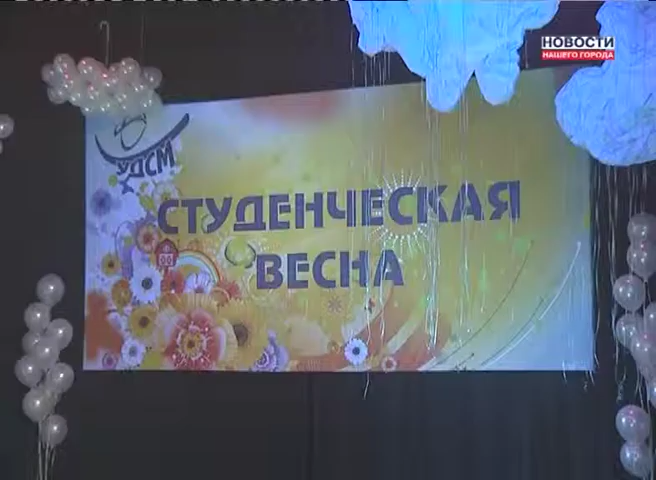 НОВОСТИ
НАШЕГО ГОРОДА
УДСМ
СТУДЕНЧЕСКАЯ
ВЕСНА